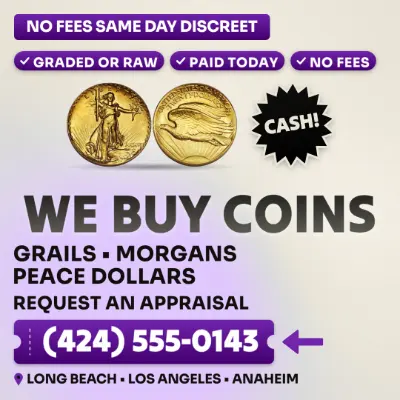 NO FEES SAME DAY DISCREET
✓ GRADED OR RAW ✓ PAID TODAY ✓ NO FEES
CASH!
WE BUY COINS
GRAILS ▪ MORGANS
PEACE DOLLARS
REQUEST AN APPRAISAL
(424) 555-0143
LONG BEACH ▪ LOS ANGELES ▪ ANAHEIM